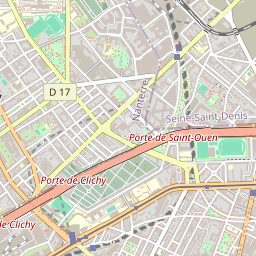 D 17
Nanterre
Seine-Saint-Denis
Porte de Saint-Ouen
Porte de Clichy
de Clichy